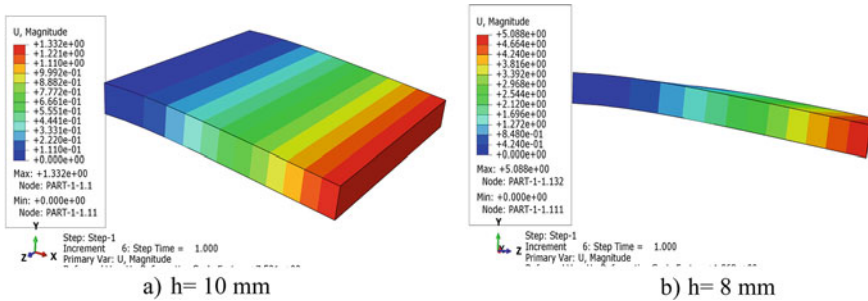 U, Magnitude
+1.332e+00
+1.221e+00
+1.110e+00
+9.992e-01
+8.882e-01
+7.772e-01
+6.661e-01
+5.551e-01
+4.441e-01
+3.331e-01
+2.220e-01
+1.110e-01
+0.000e+00
Max: +1.332e+00
Node: PART-1-1.1
Min: +0.000e+00
Node: PART-1-1.11
Y
Z X
Step: Step-1
Increment 6: Step Time = 1.000
Primary Var: U, Magnitude
a) h= 10 mm
U, Magnitude
+5.088e+00
+4.664e+00
+4.240e+00
+3.816e+00
+3.392e+00
+2.968e+00
+2.544e+00
+2.120e+00
+1.696e+00
+1.272e+00
+8.480e-01
+4.240e-01
+0.000e+00
Max: +5.088e+00
Node: PART-1-1.132
Min: +0.000e+00
Node: PART-1-1.111
Y
Z
Step: Step-1
Increment 6: Step Time = 1.000
Primary Var: U, Magnitude
b) h= 8 mm